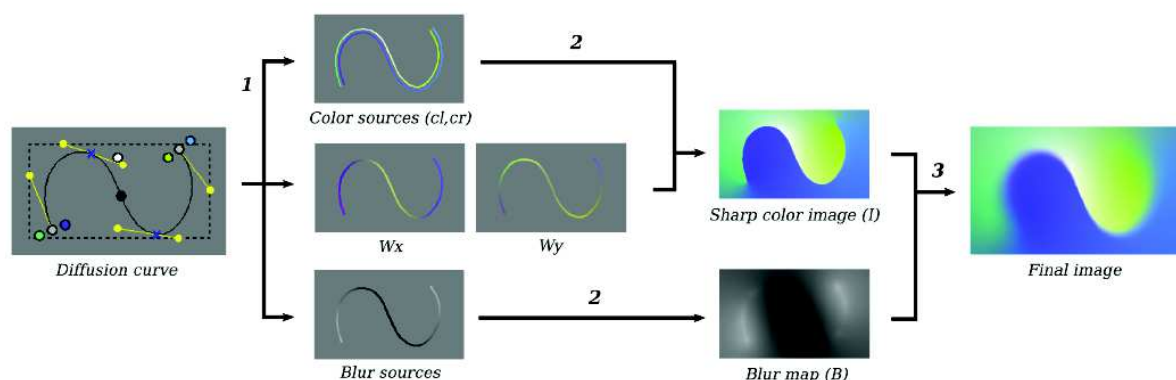 1
2
Color sources (cl,cr)
Diffusion curve
Wx
Wy
Sharp color image (I)
3
Final image
2
Blur sources
Blur map (B)